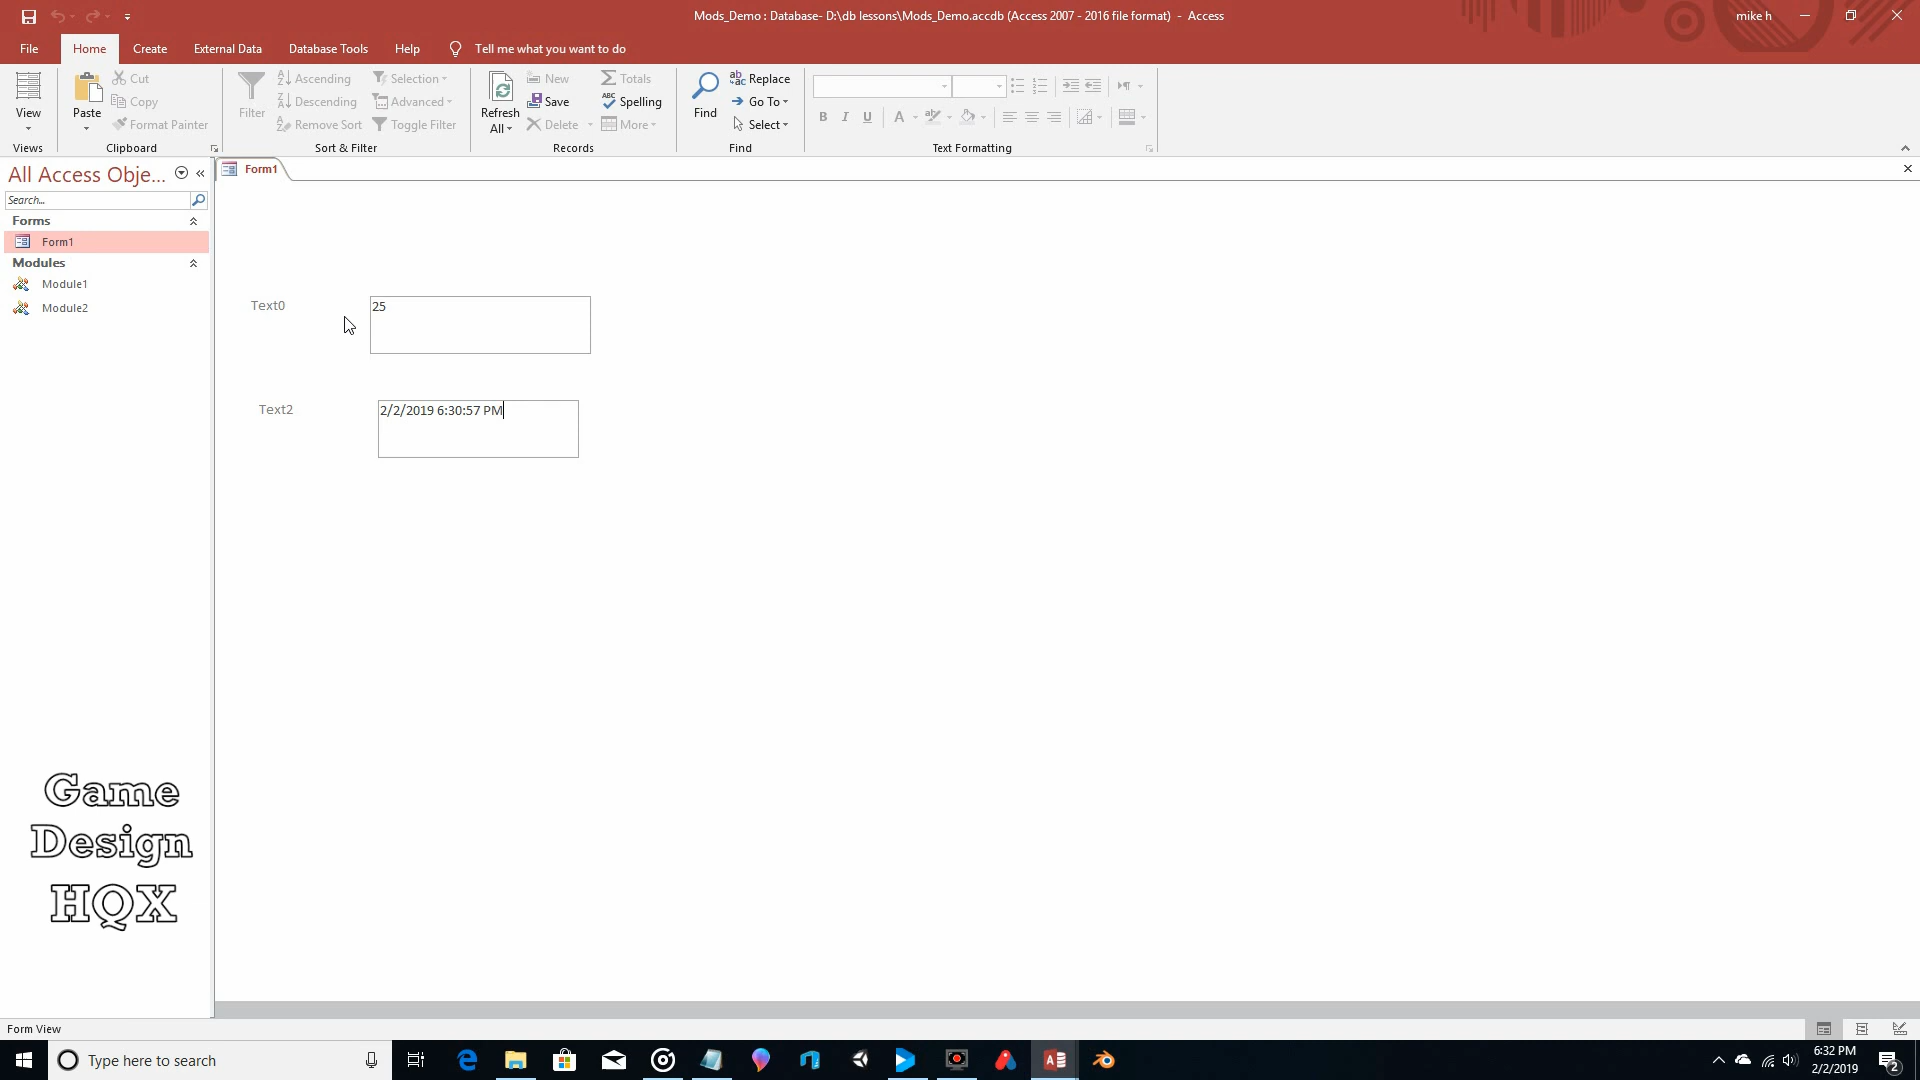 Mods_Demo : Database- D:\db lessons\Mods_Demo.accdb (Access 2007 - 2016 file format) - Access
mike h
File Home Create External Data Database Tools Help Tell me what you want to do
View
Views
Paste
Cut
Copy
Format Painter
Clipboard
Filter
Ascending
Descending
Remove Sort
Selection
Advanced
Toggle Filter
Sort & Filter
Refresh
All
New
Save
Delete
Totals
Spelling
More
Records
Find
Replace
Go To
Select
Find
B I U A
Text Formatting
All Access Obje...
Search...
Forms
Form1
Modules
Module1
Module2
Form1
Text0 25
Text2 2/2/2019 6:30:57 PM
Game
Design
HQX
Form View
Type here to search
6:32 PM
2/2/2019
2